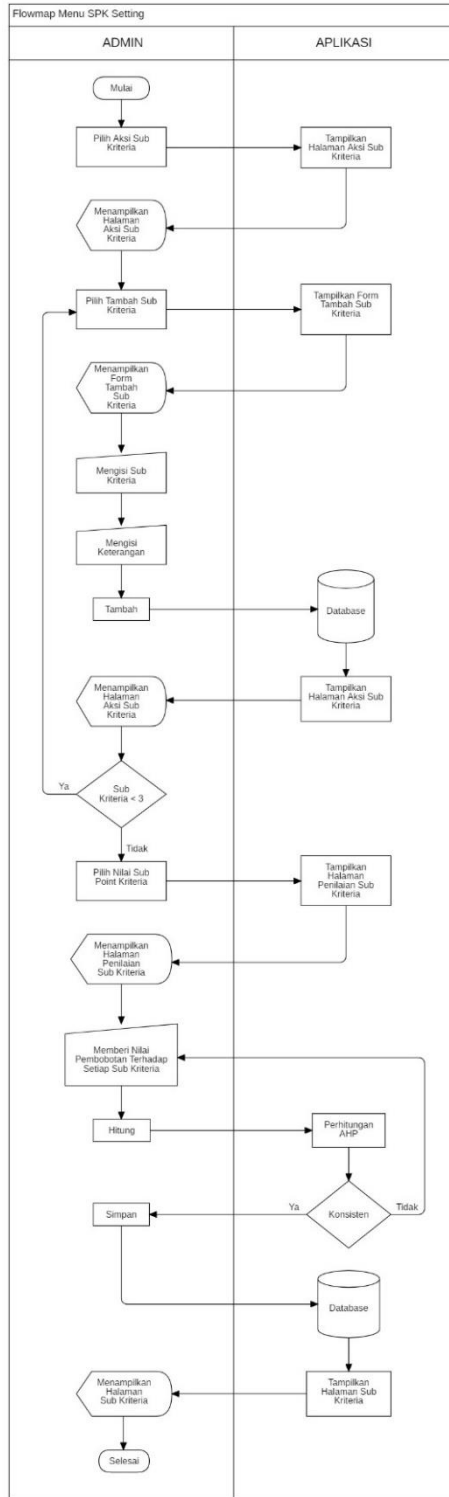 Flowmap Menu SPK Setting
ADMIN
APLIKASI
Mulai
Pilih Aksi Sub
Kriteria
Tampilkan
Halaman Aksi Sub
Kriteria
Menampilkan
Halaman
Aksi Sub
Kriteria
Pilih Tambah Sub
Kriteria
Tampilkan Form
Tambah Sub
Kriteria
Menampilkan
Form
Tambah
Sub
Kriteria
Mengisi Sub
Kriteria
Mengisi
Keterangan
Tambah
Database
Menampilkan
Halaman
Aksi Sub
Kriteria
Tampilkan
Halaman Aksi Sub
Kriteria
Ya
Sub
Kriteria < 3
Tidak
Pilih Nilai Sub
Point Kriteria
Tampilkan
Halaman
Penilaian Sub
Kriteria
Menampilkan
Halaman
Penilaian
Sub Kriteria
Memberi Nilai
Pembobotan Terhadap
Setiap Sub Kriteria
Hitung
Perhitungan
AHP
Simpan
Ya
Konsisten
Tidak
Database
Menampilkan
Halaman
Sub Kriteria
Tampilkan
Halaman Sub
Kriteria
Selesai